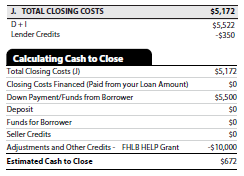 J. TOTAL CLOSING COSTS $5,172
D + I $5,522
Lender Credits -$350
Calculating Cash to Close
Total Closing Costs (J) $5,172
Closing Costs Financed (Paid from your Loan Amount) $0
Down Payment/Funds from Borrower $5,500
Deposit $0
Funds for Borrower $0
Seller Credits $0
Adjustments and Other Credits - FHLB HELP Grant -$10,000
Estimated Cash to Close $672